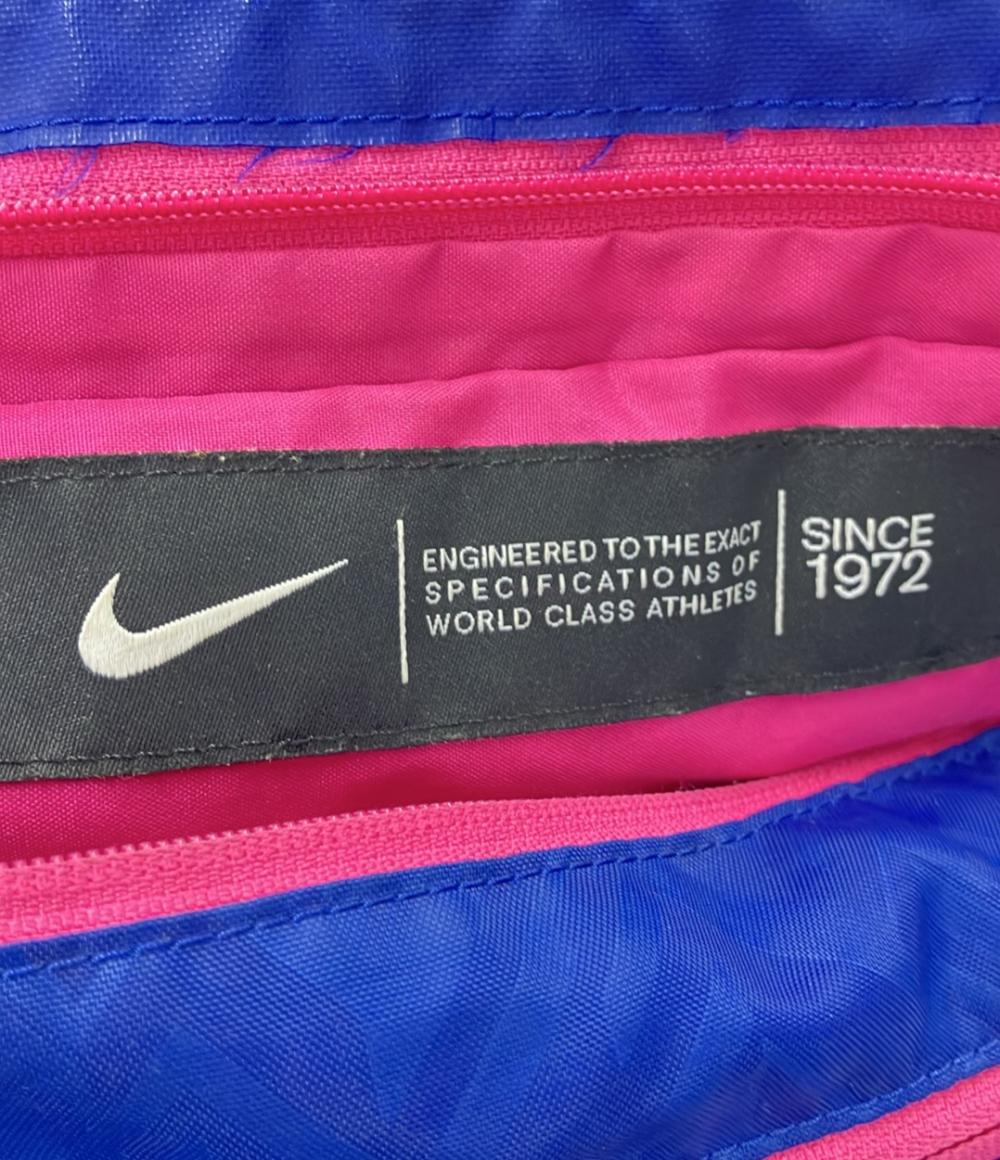 ENGINEERED TO THE EXACT
SPECIFICATIONS OF
WORLD CLASS ATHLETES
SINCE
1972